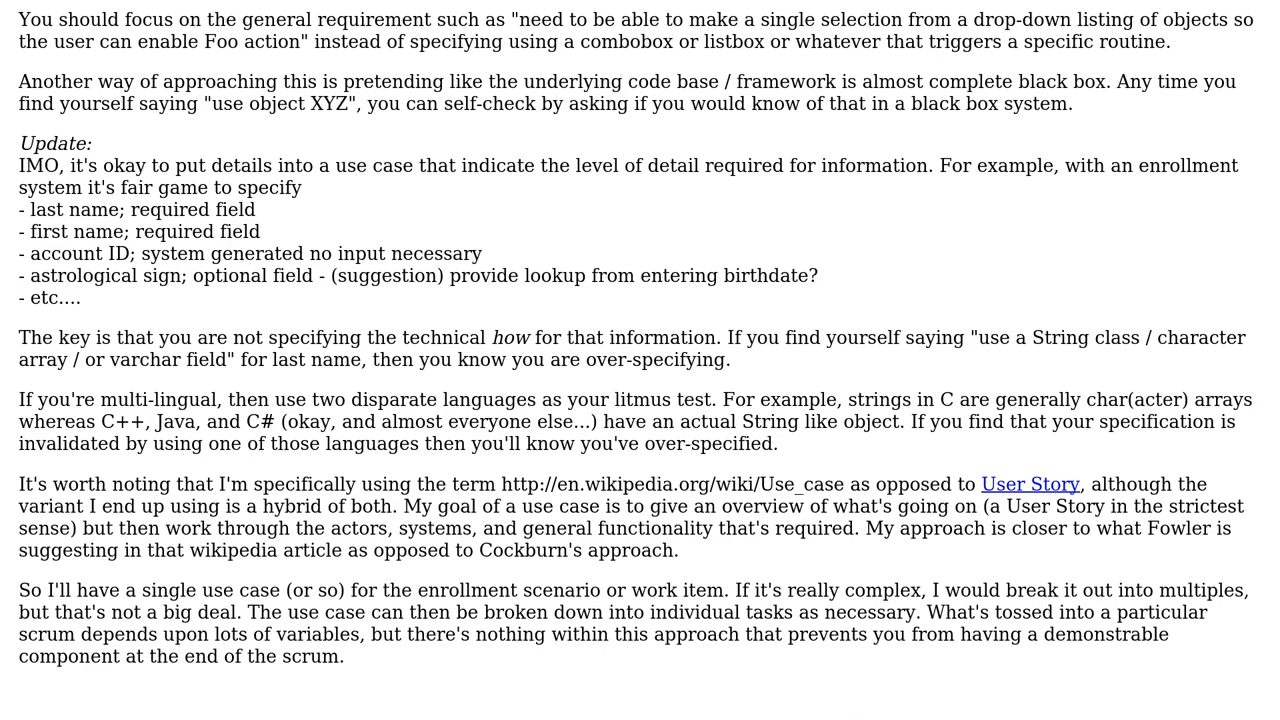 You should focus on the general requirement such as "need to be able to make a single selection from a drop-down listing of objects so
the user can enable Foo action" instead of specifying using a combobox or listbox or whatever that triggers a specific routine.
Another way of approaching this is pretending like the underlying code base / framework is almost complete black box. Any time you
find yourself saying "use object XYZ", you can self-check by asking if you would know of that in a black box system.
Update:
IMO, it's okay to put details into a use case that indicate the level of detail required for information. For example, with an enrollment
system it's fair game to specify
- last name; required field
- first name; required field
- account ID; system generated no input necessary
- astrological sign; optional field - (suggestion) provide lookup from entering birthdate?
- etc....
The key is that you are not specifying the technical how for that information. If you find yourself saying "use a String class / character
array / or varchar field" for last name, then you know you are over-specifying.
If you're multi-lingual, then use two disparate languages as your litmus test. For example, strings in C are generally char(acter) arrays
whereas C++, Java, and C# (okay, and almost everyone else...) have an actual String like object. If you find that your specification is
invalidated by using one of those languages then you'll know you've over-specified.
It's worth noting that I'm specifically using the term http://en.wikipedia.org/wiki/Use_case as opposed to User Story, although the
variant I end up using is a hybrid of both. My goal of a use case is to give an overview of what's going on (a User Story in the strictest
sense) but then work through the actors, systems, and general functionality that's required. My approach is closer to what Fowler is
suggesting in that wikipedia article as opposed to Cockburn's approach.
So I'll have a single use case (or so) for the enrollment scenario or work item. If it's really complex, I would break it out into multiples,
but that's not a big deal. The use case can then be broken down into individual tasks as necessary. What's tossed into a particular
scrum depends upon lots of variables, but there's nothing within this approach that prevents you from having a demonstrable
component at the end of the scrum.